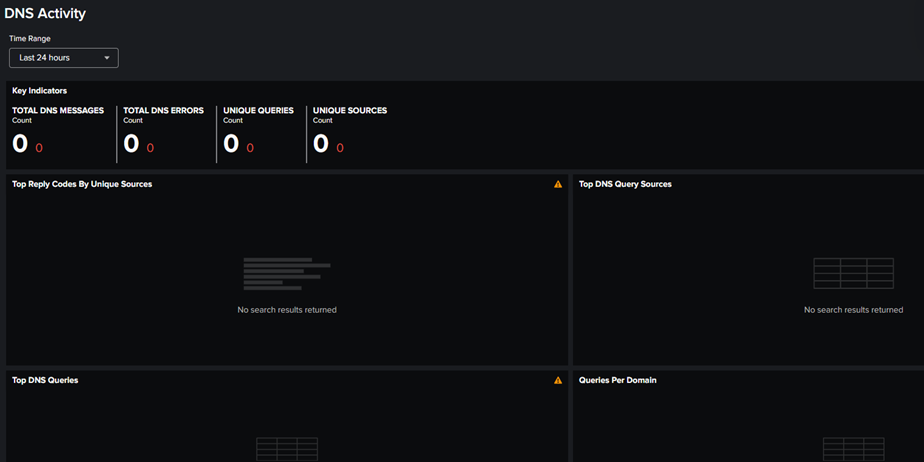 DNS Activity
Time Range
Last 24 hours
Key Indicators
TOTAL DNS MESSAGES
Count
0 0
TOTAL DNS ERRORS
Count
0 0
UNIQUE QUERIES
Count
0 0
UNIQUE SOURCES
Count
0 0
Top Reply Codes By Unique Sources
No search results returned
Top DNS Query Sources
No search results returned
Top DNS Queries
Queries Per Domain